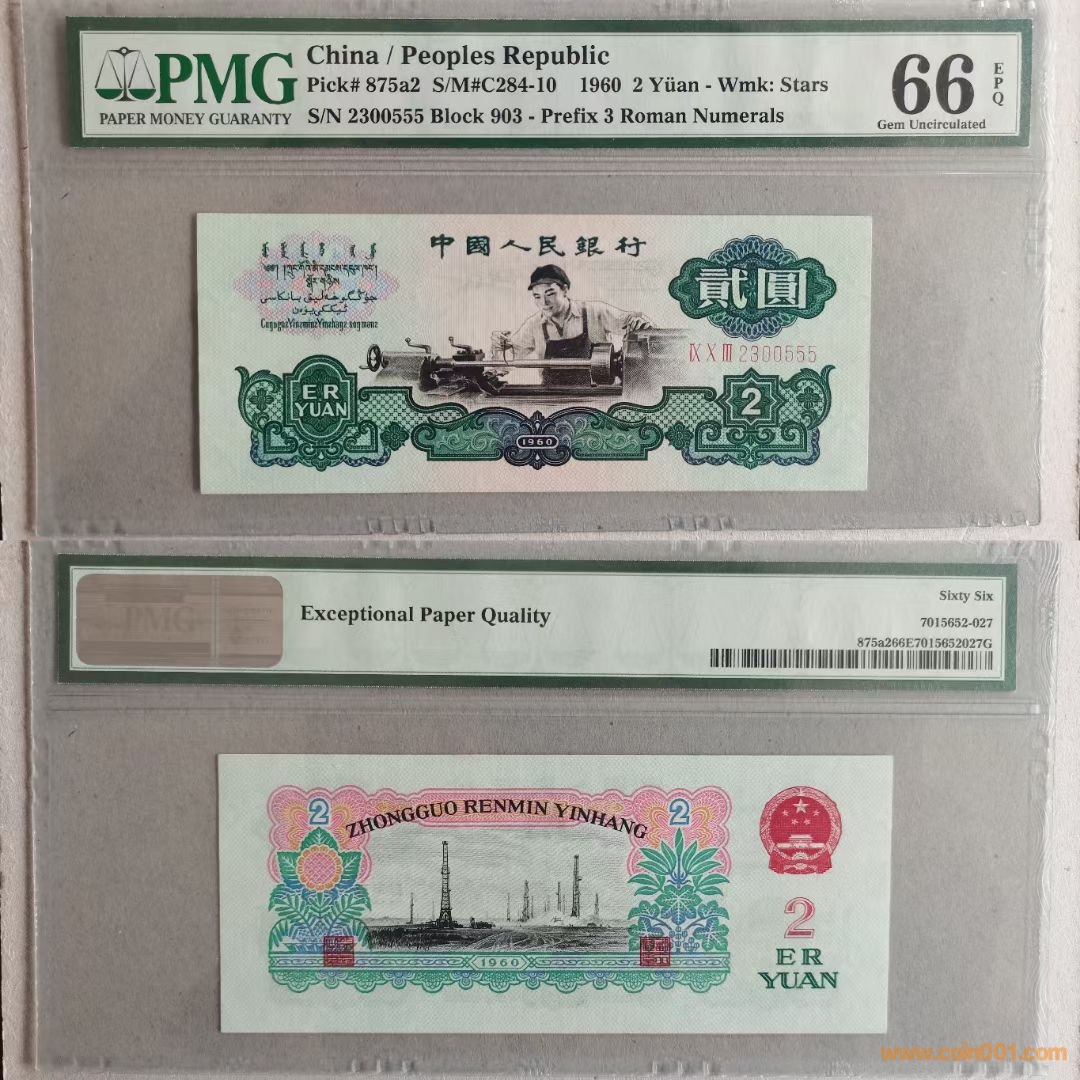 PMG
PAPER MONEY GUARANTY
China / Peoples Republic
Pick# 875a2 S/M#C284-10 1960 2 Yüan - Wmk: Stars
S/N 2300555 Block 903 - Prefix 3 Roman Numerals
66
EPQ
Gem Uncirculated
中國人民銀行
貳圓
ⅨⅩⅢ 2300555
ER
YUAN
1960
2
PMG
Exceptional Paper Quality
Sixty Six
7015652-027
875a266E7015652027G
2
ZHONGGUO RENMIN YINHANG
2
1960
2
ER
YUAN
www.coin001.com